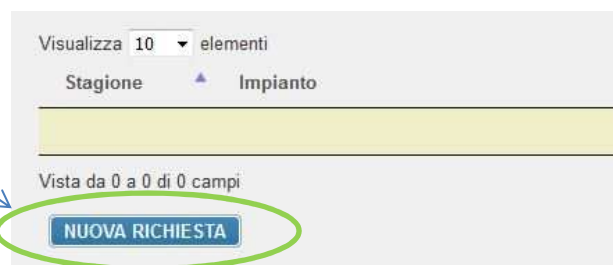 Visualizza 10 elementi
Stagione Impianto
Vista da 0 a 0 di 0 campi
NUOVA RICHIESTA